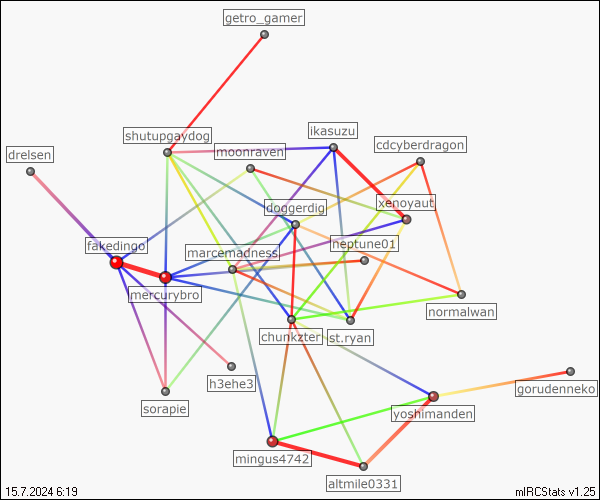 getro_gamer
shutupgaydog
ikasuzu
cdcyberdragon
moonraven
drelsen
xenoyaut
doggerdig
fakedingo
neptune01
marcemadness
mercurybro
normalwan
chunkzter
st.ryan
h3ehe3
gorudenneko
sorapie
yoshimanden
mingus4742
altmile0331
15.7.2024 6:19
mIRCStats v1.25